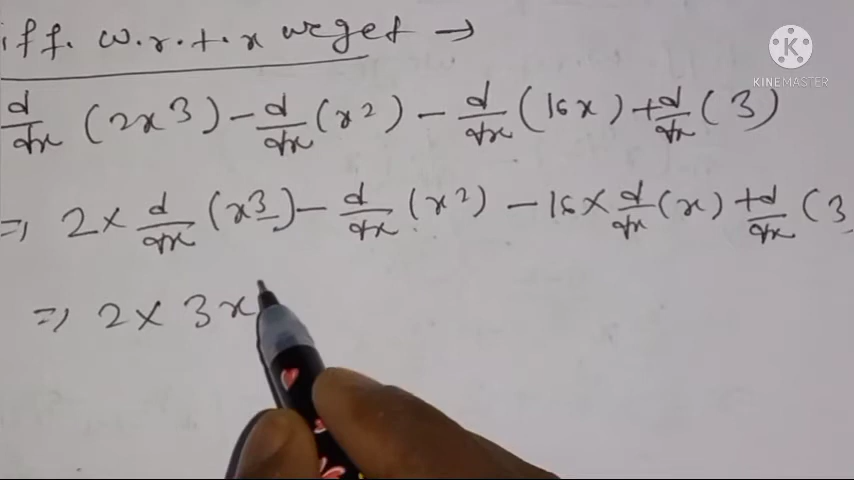 iff. w.r.t.x we get →
d/dx (2x³) - d/dx (x²) - d/dx (16x) + d/dx (3)
⇒ 2 × d/dx (x³) - d/dx (x²) - 16 × d/dx (x) + d/dx (3
⇒ 2 × 3x
KINEMASTER